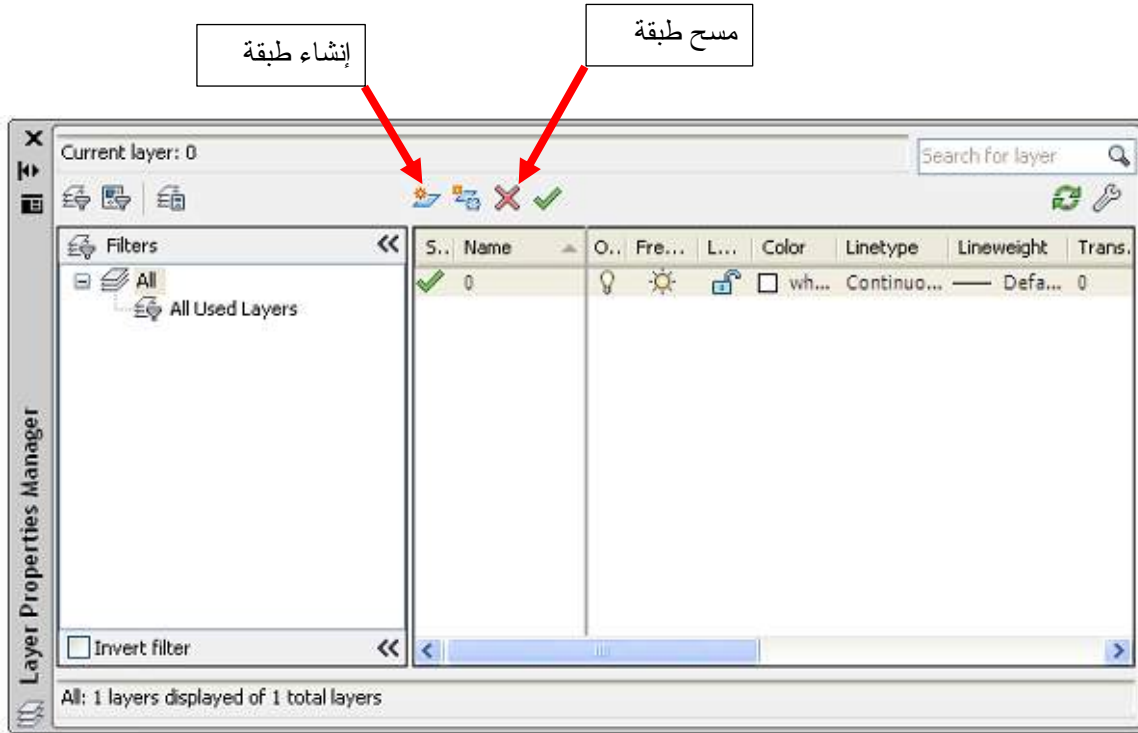 مسح طبقة
إنشاء طبقة
Current layer: 0
Search for layer
Filters
S.. Name O.. Fre... L... Color Linetype Lineweight Trans.
All
0 wh... Continuo... Defa... 0
All Used Layers
Layer Properties Manager
Invert filter
All: 1 layers displayed of 1 total layers